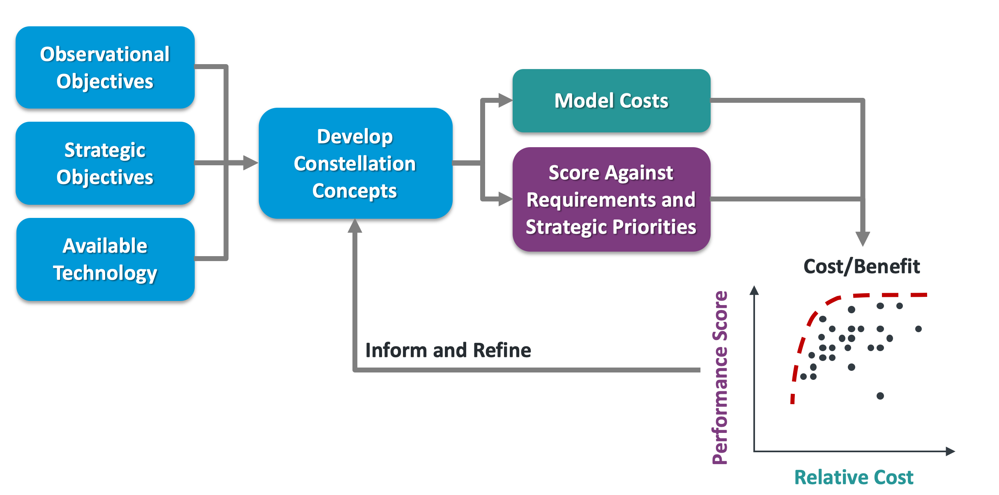 Observational
Objectives
Strategic
Objectives
Available
Technology
Develop
Constellation
Concepts
Model Costs
Score Against
Requirements and
Strategic Priorities
Cost/Benefit
Inform and Refine
Performance Score
Relative Cost